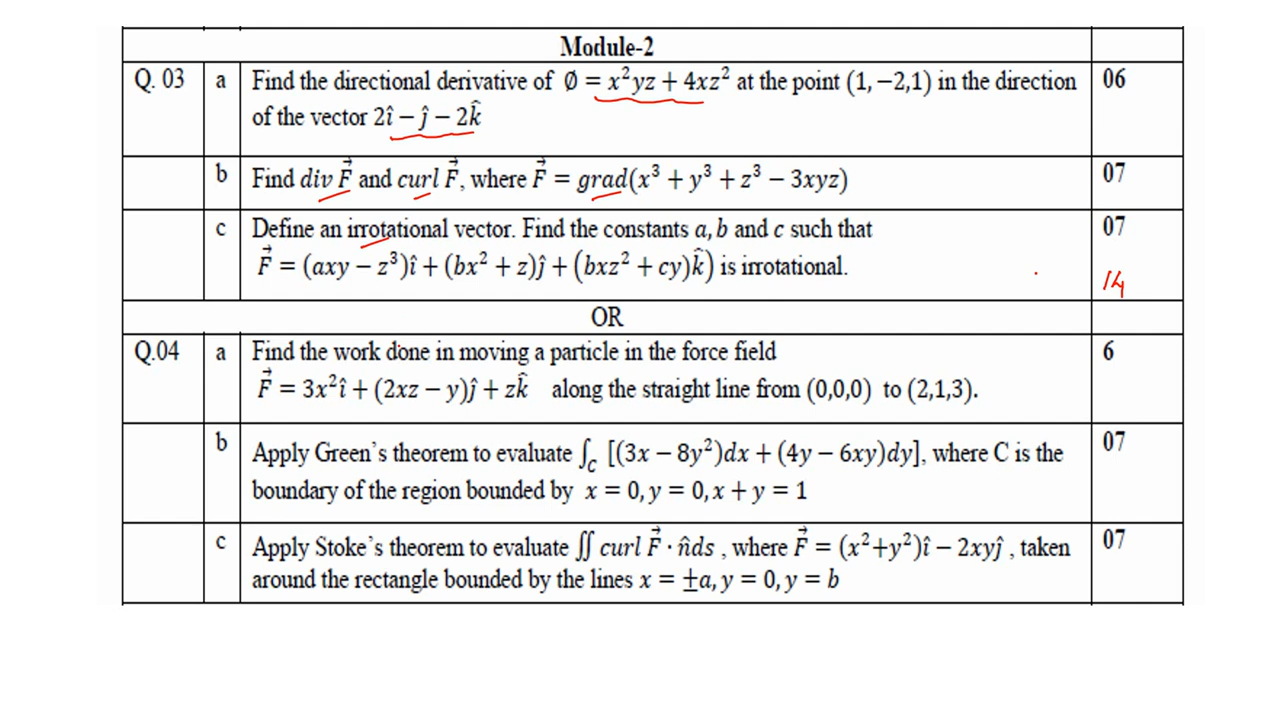 Module-2
Q. 03 a Find the directional derivative of ∅ = x²yz + 4xz² at the point (1, −2,1) in the direction 06
of the vector 2î − ĵ − 2k̂
b Find div F⃗ and curl F⃗, where F⃗ = grad(x³ + y³ + z³ − 3xyz) 07
c Define an irrotational vector. Find the constants a, b and c such that 07
F⃗ = (axy − z³)î + (bx² + z)ĵ + (bxz² + cy)k̂) is irrotational. 14
OR
Q.04 a Find the work done in moving a particle in the force field 6
F⃗ = 3x²î + (2xz − y)ĵ + zk̂ along the straight line from (0,0,0) to (2,1,3).
b Apply Green's theorem to evaluate ∫C [(3x − 8y²)dx + (4y − 6xy)dy], where C is the 07
boundary of the region bounded by x = 0, y = 0, x + y = 1
c Apply Stoke's theorem to evaluate ∬ curl F⃗ · n̂ds , where F⃗ = (x²+y²)î − 2xyĵ , taken 07
around the rectangle bounded by the lines x = ±a, y = 0, y = b